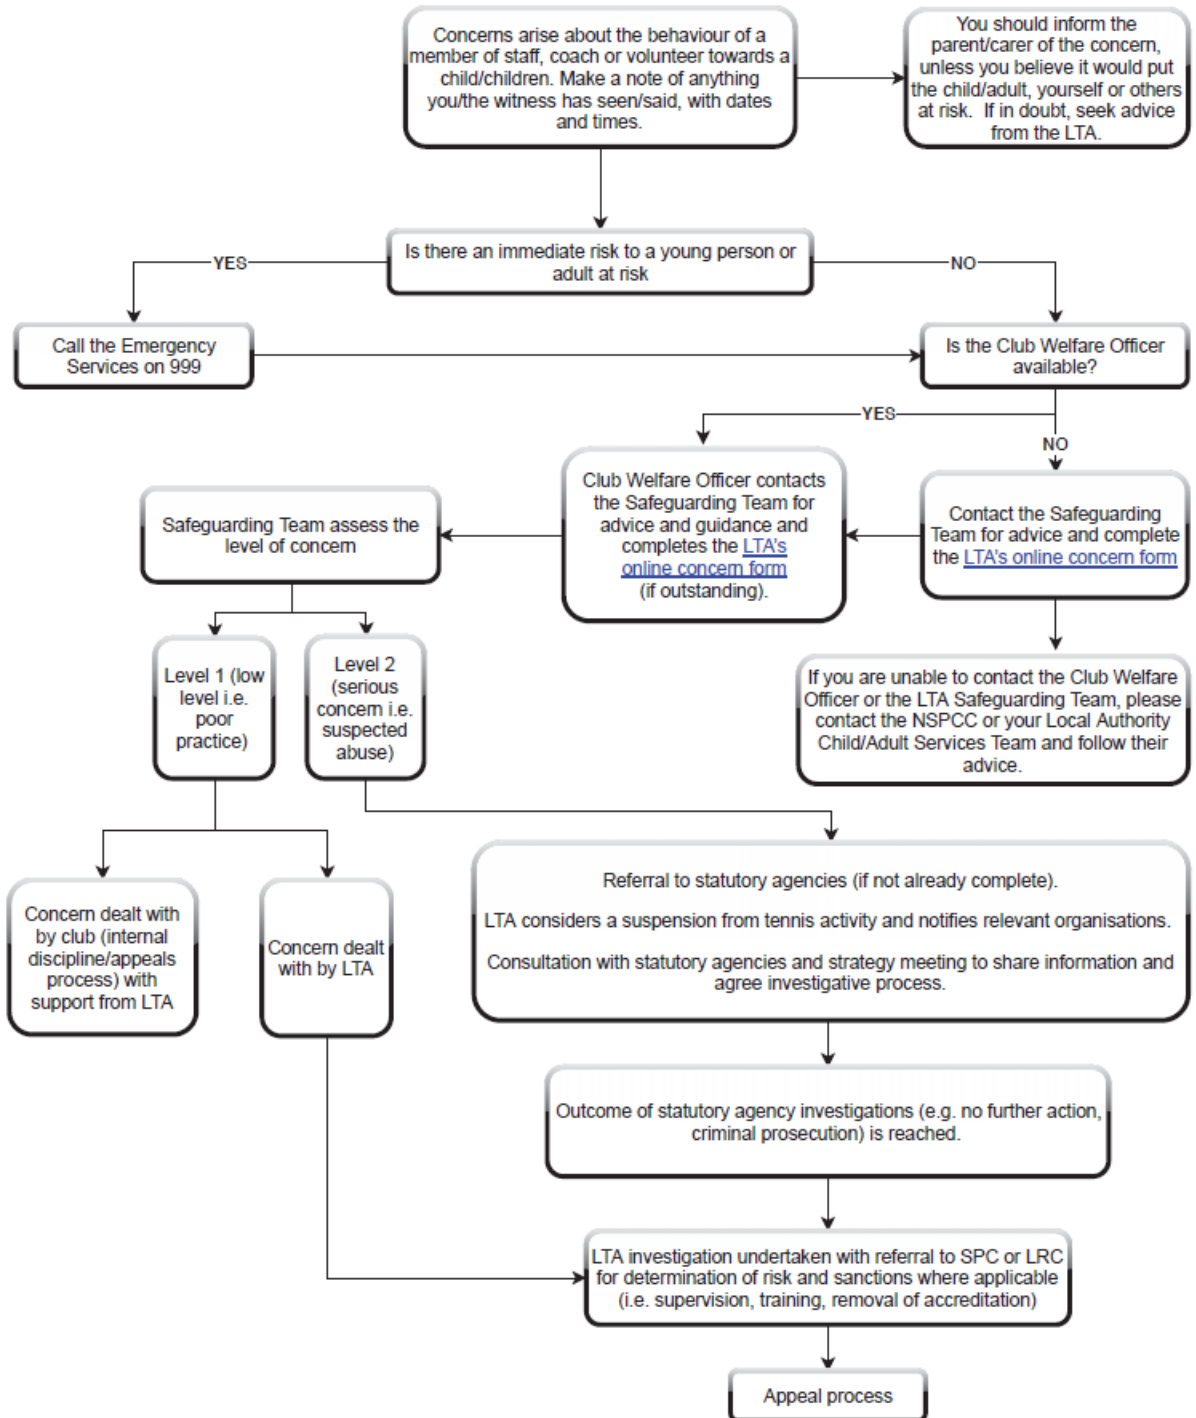 Concerns arise about the behaviour of a
member of staff, coach or volunteer towards a
child/children. Make a note of anything
you/the witness has seen/said, with dates
and times.
You should inform the
parent/carer of the concern,
unless you believe it would put
the child/adult, yourself or others
at risk. If in doubt, seek advice
from the LTA.
Is there an immediate risk to a young person or
adult at risk
YES
NO
Call the Emergency
Services on 999
Is the Club Welfare Officer
available?
YES
NO
Club Welfare Officer contacts
the Safeguarding Team for
advice and guidance and
completes the LTA's
online concern form
(if outstanding).
Contact the Safeguarding
Team for advice and complete
the LTA's online concern form
Safeguarding Team assess the
level of concern
Level 1 (low
level i.e.
poor
practice)
Level 2
(serious
concern i.e.
suspected
abuse)
If you are unable to contact the Club Welfare
Officer or the LTA Safeguarding Team, please
contact the NSPCC or your Local Authority
Child/Adult Services Team and follow their
advice.
Concern dealt with
by club (internal
discipline/appeals
process) with
support from LTA
Concern dealt
with by LTA
Referral to statutory agencies (if not already complete).
LTA considers a suspension from tennis activity and notifies relevant organisations.
Consultation with statutory agencies and strategy meeting to share information and
agree investigative process.
Outcome of statutory agency investigations (e.g. no further action,
criminal prosecution) is reached.
LTA investigation undertaken with referral to SPC or LRC
for determination of risk and sanctions where applicable
(i.e. supervision, training, removal of accreditation)
Appeal process